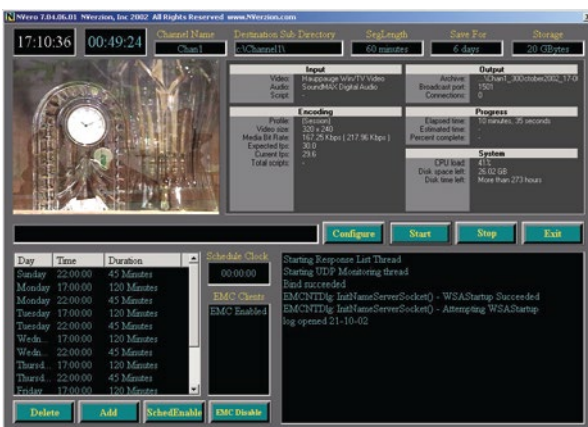 NVero 7.04.06.01 NVerzion, Inc 2002 All Rights Reserved www.NVerzion.com
17:10:36 00:49:24
Channel Name Destination Sub Directory SegLength Save For Storage
Chan1 c:\Channel1\ 60 minutes 6 days 20 GBytes
Input
Video: Hauppauge WinTV Video
Audio: SoundMAX Digital Audio
Script: -
Encoding
Profile: [Session]
Video size: 320 x 240
Media Bit Rate: 167.25 Kbps ( 217.96 Kbps )
Expected fps: 30.0
Current fps: 29.6
Total scripts: -
Output
Archive: ...\Chan1_30October2002_17-0
Broadcast port: 1501
Connections: 0
Progress
Elapsed time: 10 minutes, 35 seconds
Estimated time: -
Percent complete: -
System
CPU load: 41%
Disk space left: 26.02 GB
Disk time left: More than 273 hours
Configure Start Stop Exit
Day Time Duration
Sunday 22:00:00 45 Minutes
Monday 17:00:00 120 Minutes
Monday 22:00:00 45 Minutes
Tuesday 17:00:00 120 Minutes
Tuesday 22:00:00 45 Minutes
Wedn... 17:00:00 120 Minutes
Wedn... 22:00:00 45 Minutes
Thursd... 17:00:00 120 Minutes
Thursd... 22:00:00 45 Minutes
Friday 17:00:00 120 Minutes
Schedule Clock
00:00:00
EMC Clients
EMC Enabled
Starting Response List Thread
Starting UDP Monitoring thread
Bind succeeded
EMCNTDlg: InitNameServerSocket() - WSAStartup Succeeded
EMCNTDlg: InitNameServerSocket() - Attempting WSAStartup
log opened 21-10-02
Delete Add SchedEnable EMC Disable